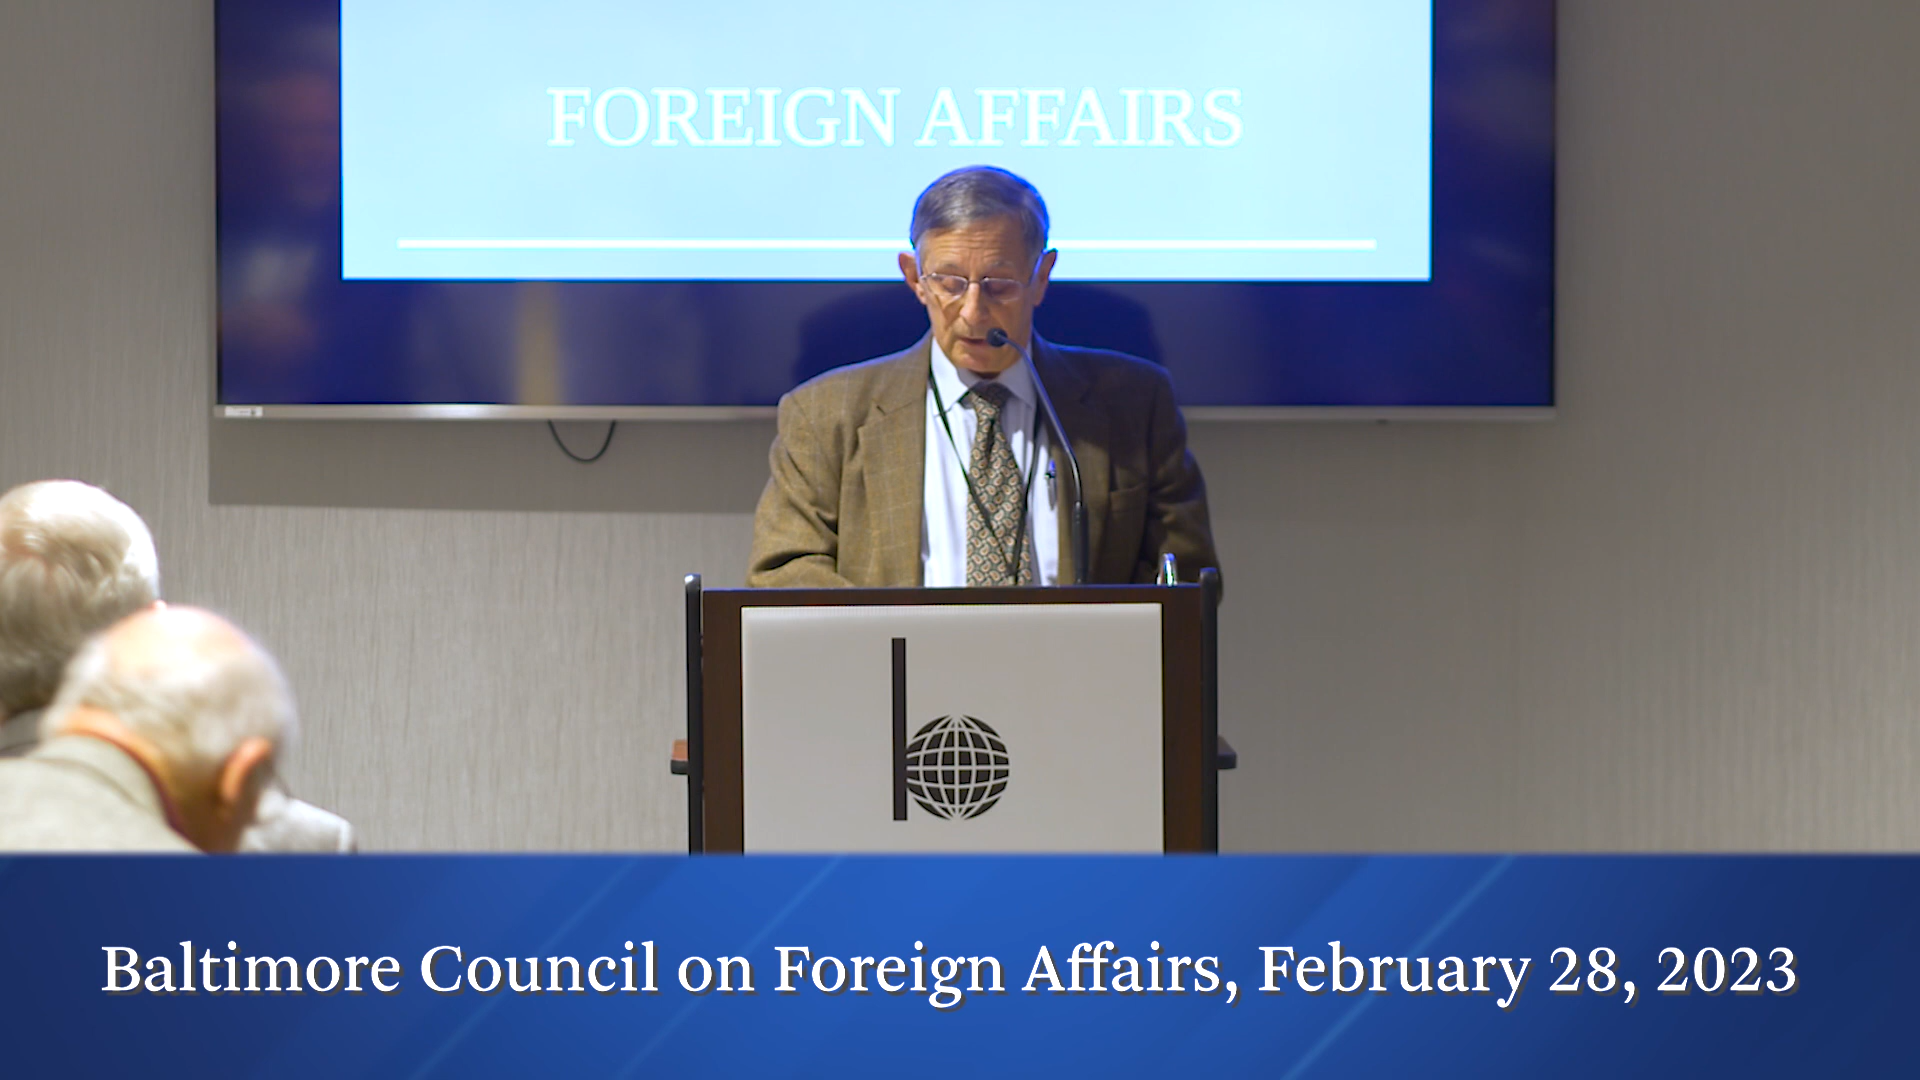 FOREIGN AFFAIRS
b
Baltimore Council on Foreign Affairs, February 28, 2023